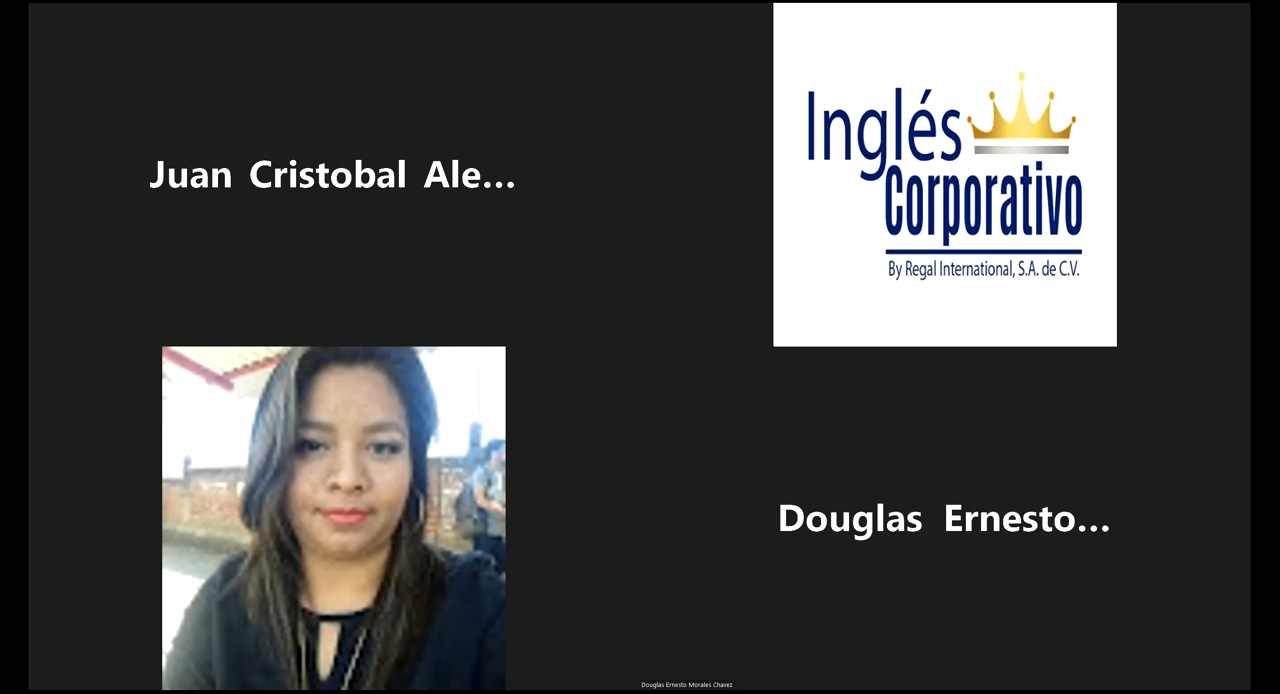 Juan Cristobal Ale...
Inglés
Corporativo
By Regal International, S.A. de C.V.
Douglas Ernesto...
Douglas Ernesto Morales Chavez